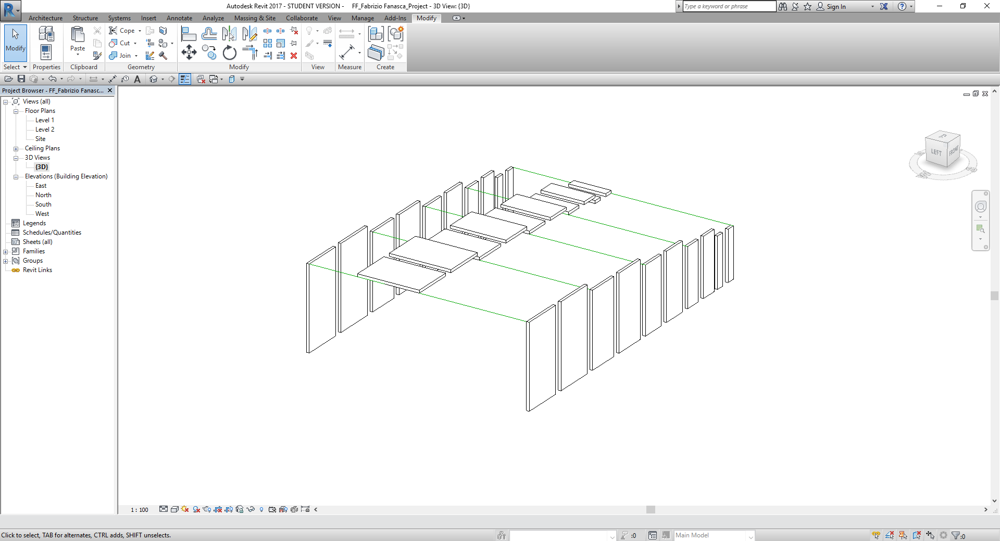 Autodesk Revit 2017 - STUDENT VERSION - FF_Fabrizio Fanasca_Project - 3D View: {3D}
Type a keyword or phrase
Sign In
Architecture Structure Systems Insert Annotate Analyze Massing & Site Collaborate View Manage Add-Ins Modify
Modify
Paste
Cope
Cut
Join
Select Properties Clipboard Geometry Modify View Measure Create
Project Browser - FF_Fabrizio Fanasc...
Views (all)
Floor Plans
Level 1
Level 2
Site
Ceiling Plans
3D Views
{3D}
Elevations (Building Elevation)
East
North
South
West
Legends
Schedules/Quantities
Sheets (all)
Families
Groups
Revit Links
LEFT
FRONT
1 : 100
Click to select, TAB for alternates, CTRL adds, SHIFT unselects.
:0
Main Model
:0